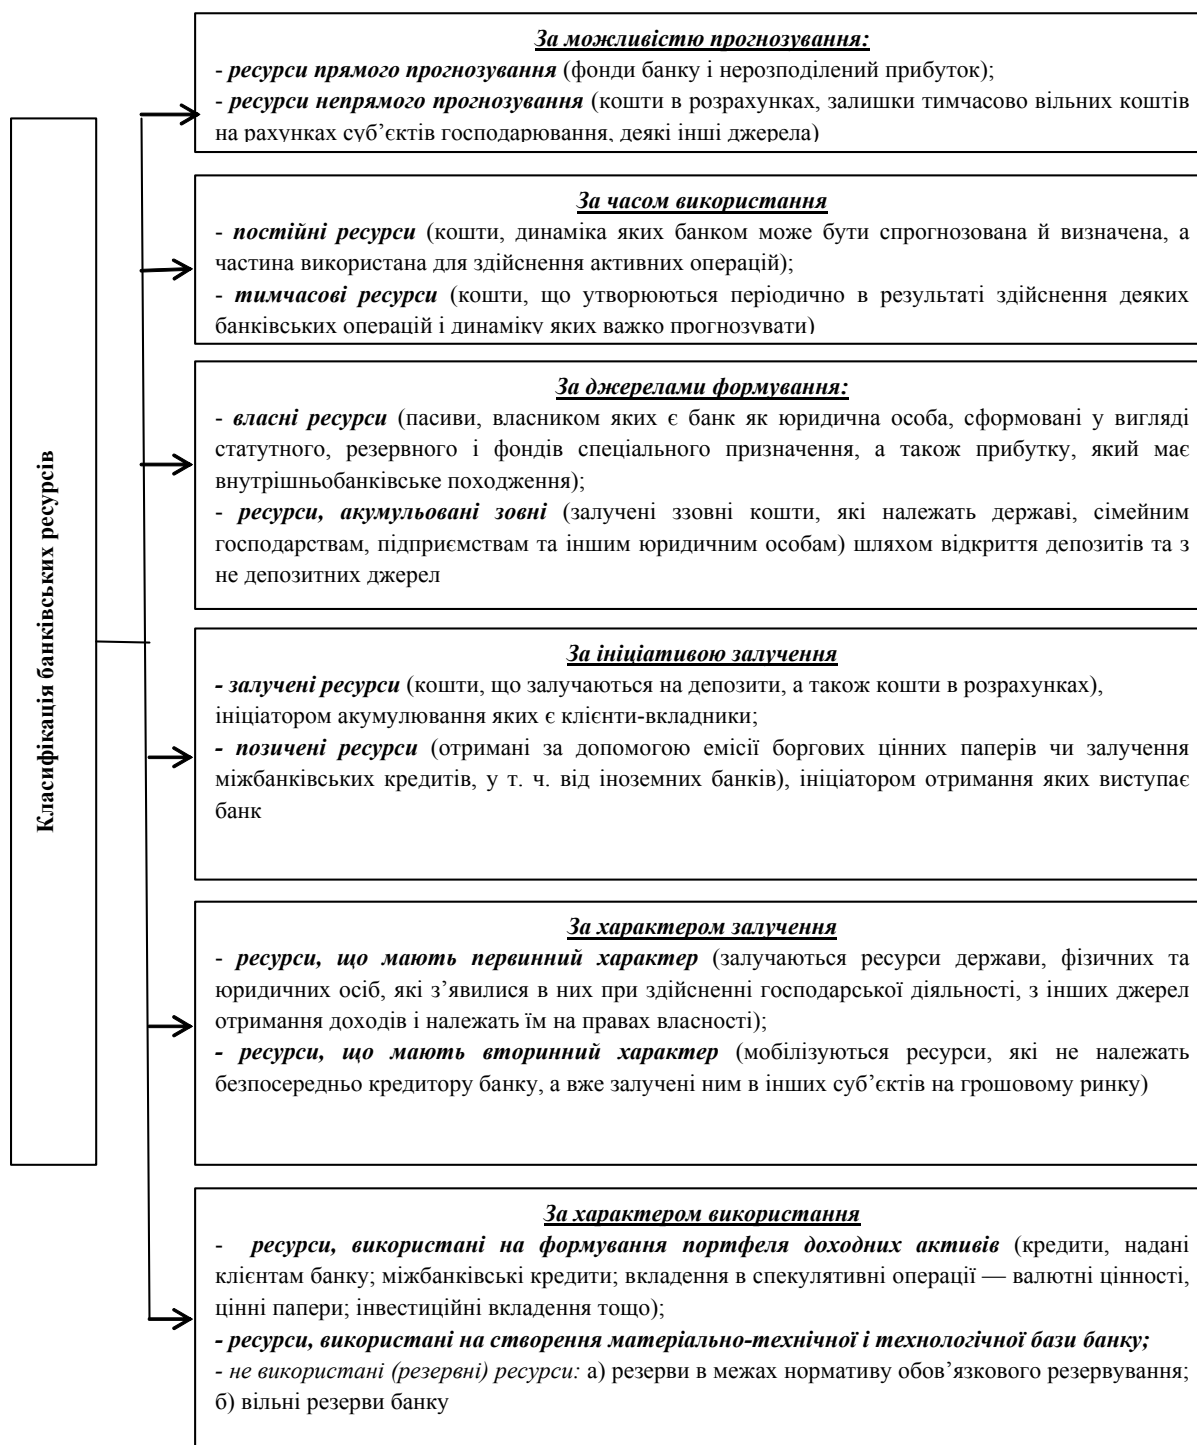 Класифікація банківських ресурсів
За можливістю прогнозування:
- ресурси прямого прогнозування (фонди банку і нерозподілений прибуток);
- ресурси непрямого прогнозування (кошти в розрахунках, залишки тимчасово вільних коштів
на рахунках суб’єктів господарювання, деякі інші джерела)
За часом використання
- постійні ресурси (кошти, динаміка яких банком може бути спрогнозована й визначена, а
частина використана для здійснення активних операцій);
- тимчасові ресурси (кошти, що утворюються періодично в результаті здійснення деяких
банківських операцій і динаміку яких важко прогнозувати)
За джерелами формування:
- власні ресурси (пасиви, власником яких є банк як юридична особа, сформовані у вигляді
статутного, резервного і фондів спеціального призначення, а також прибутку, який має
внутрішньобанківське походження);
- ресурси, акумульовані зовні (залучені ззовні кошти, які належать державі, сімейним
господарствам, підприємствам та іншим юридичним особам) шляхом відкриття депозитів та з
не депозитних джерел
За ініціативою залучення
- залучені ресурси (кошти, що залучаються на депозити, а також кошти в розрахунках),
ініціатором акумулювання яких є клієнти-вкладники;
- позичені ресурси (отримані за допомогою емісії боргових цінних паперів чи залучення
міжбанківських кредитів, у т. ч. від іноземних банків), ініціатором отримання яких виступає
банк
За характером залучення
- ресурси, що мають первинний характер (залучаються ресурси держави, фізичних та
юридичних осіб, які з’явилися в них при здійсненні господарської діяльності, з інших джерел
отримання доходів і належать їм на правах власності);
- ресурси, що мають вторинний характер (мобілізуються ресурси, які не належать
безпосередньо кредитору банку, а вже залучені ним в інших суб’єктів на грошовому ринку)
За характером використання
- ресурси, використані на формування портфеля доходних активів (кредити, надані
клієнтам банку; міжбанківські кредити; вкладення в спекулятивні операції — валютні цінності,
цінні папери; інвестиційні вкладення тощо);
- ресурси, використані на створення матеріально-технічної і технологічної бази банку;
- не використані (резервні) ресурси: а) резерви в межах нормативу обов’язкового резервування;
б) вільні резерви банку